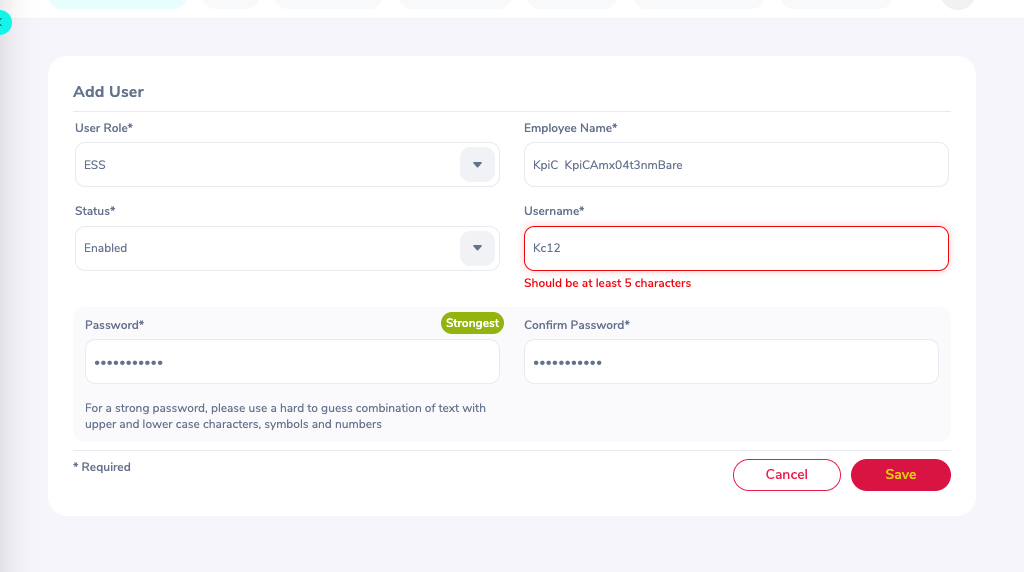 Add User
User Role*
Employee Name*
ESS
KpiC  KpiCAmx04t3nmBare
Status*
Username*
Enabled
Kc12
Should be at least 5 characters
Password*
Strongest
Confirm Password*
•••••••••••
•••••••••••
For a strong password, please use a hard to guess combination of text with
upper and lower case characters, symbols and numbers
* Required
Cancel
Save